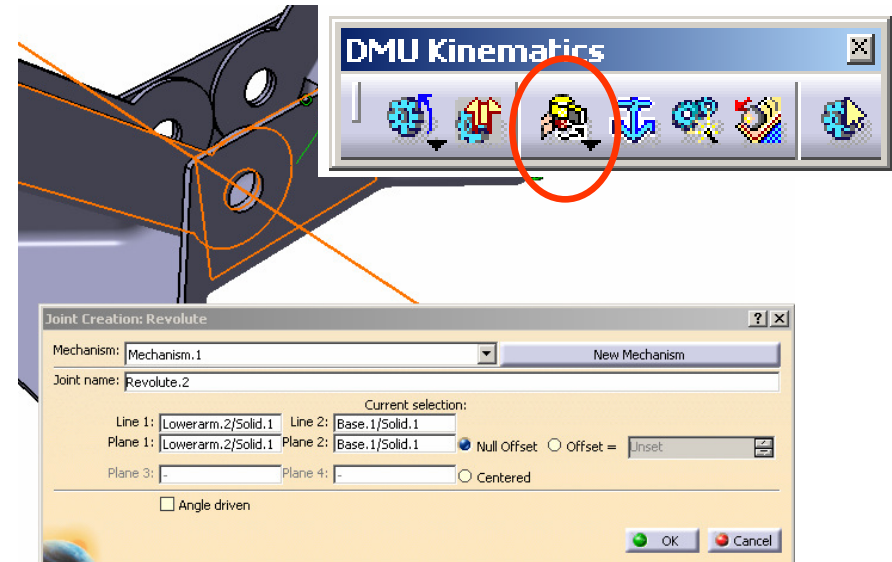 DMU Kinematics
Joint Creation: Revolute
Mechanism: Mechanism.1 New Mechanism
Joint name: Revolute.2
Current selection:
Line 1: Lowerarm.2/Solid.1 Line 2: Base.1/Solid.1
Plane 1: Lowerarm.2/Solid.1 Plane 2: Base.1/Solid.1 Null Offset Offset = Unset
Plane 3: - Plane 4: - Centered
Angle driven
OK Cancel